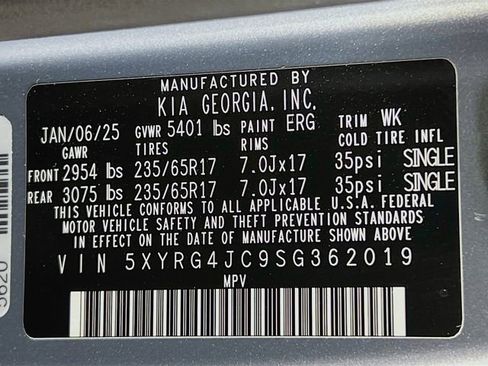 MANUFACTURED BY
KIA GEORGIA, INC.
JAN/06/25 GVWR 5401 lbs PAINT ERG TRIM WK
GAWR TIRES RIMS COLD TIRE INFL
FRONT 2954 lbs 235/65R17 7.0Jx17 35psi SINGLE
REAR 3075 lbs 235/65R17 7.0Jx17 35psi SINGLE
THIS VEHICLE CONFORMS TO ALL APPLICABLE U.S.A. FEDERAL
MOTOR VEHICLE SAFETY AND THEFT PREVENTION STANDARDS
IN EFFECT ON THE DATE OF MANUFACTURE SHOWN ABOVE.
VIN 5XYRG4JC9SG362019
MPV
5620